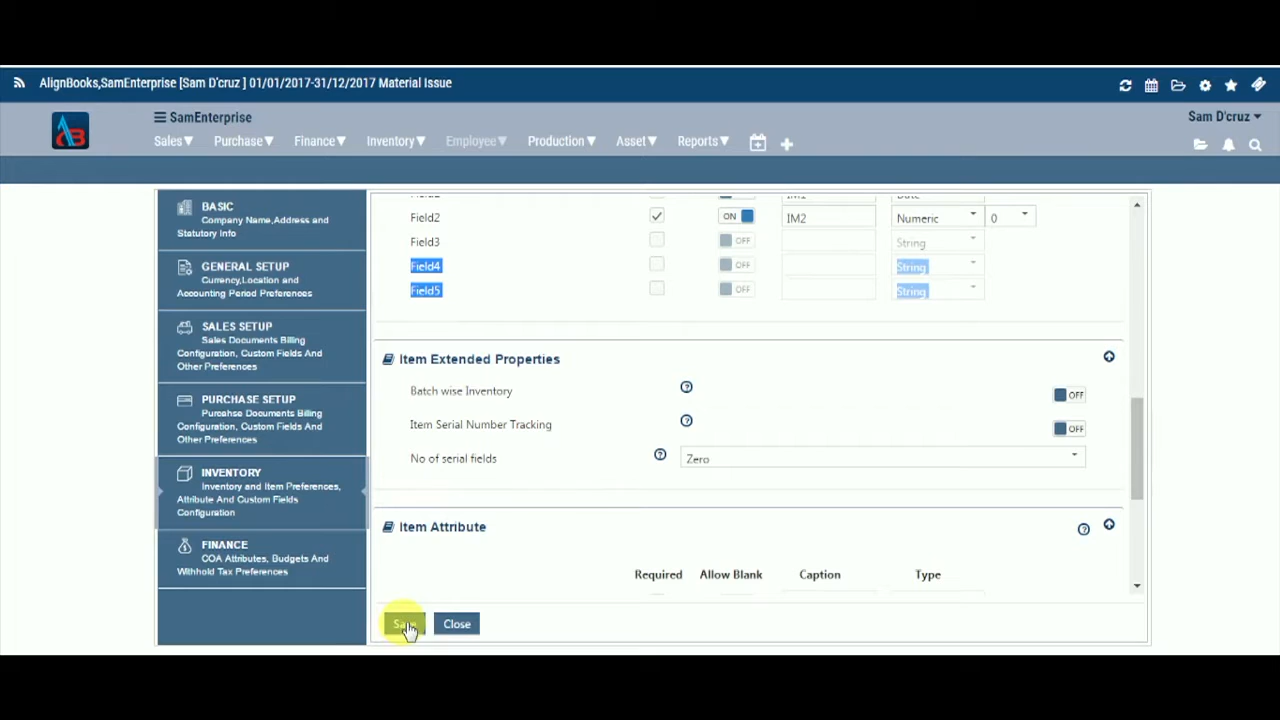 AlignBooks,SamEnterprise [Sam D'cruz ] 01/01/2017-31/12/2017 Material Issue
SamEnterprise
Sam D'cruz
Sales Purchase Finance Inventory Employee Production Asset Reports
BASIC
Company Name,Address and
Statutory Info
GENERAL SETUP
Currency,Location and
Accounting Period Preferences
SALES SETUP
Sales Documents Billing
Configuration, Custom Fields And
Other Preferences
PURCHASE SETUP
Purcahse Documents Billing
Configuration, Custom Fields And
Other Preferences
INVENTORY
Inventory and Item Preferences,
Attribute And Custom Fields
Configuration
FINANCE
COA Attributes, Budgets And
Withhold Tax Preferences
Field2 ON IM2 Numeric 0
Field3 OFF String
Field4 OFF String
Field5 OFF String
Item Extended Properties
Batch wise Inventory OFF
Item Serial Number Tracking OFF
No of serial fields Zero
Item Attribute
Required Allow Blank Caption Type
Close